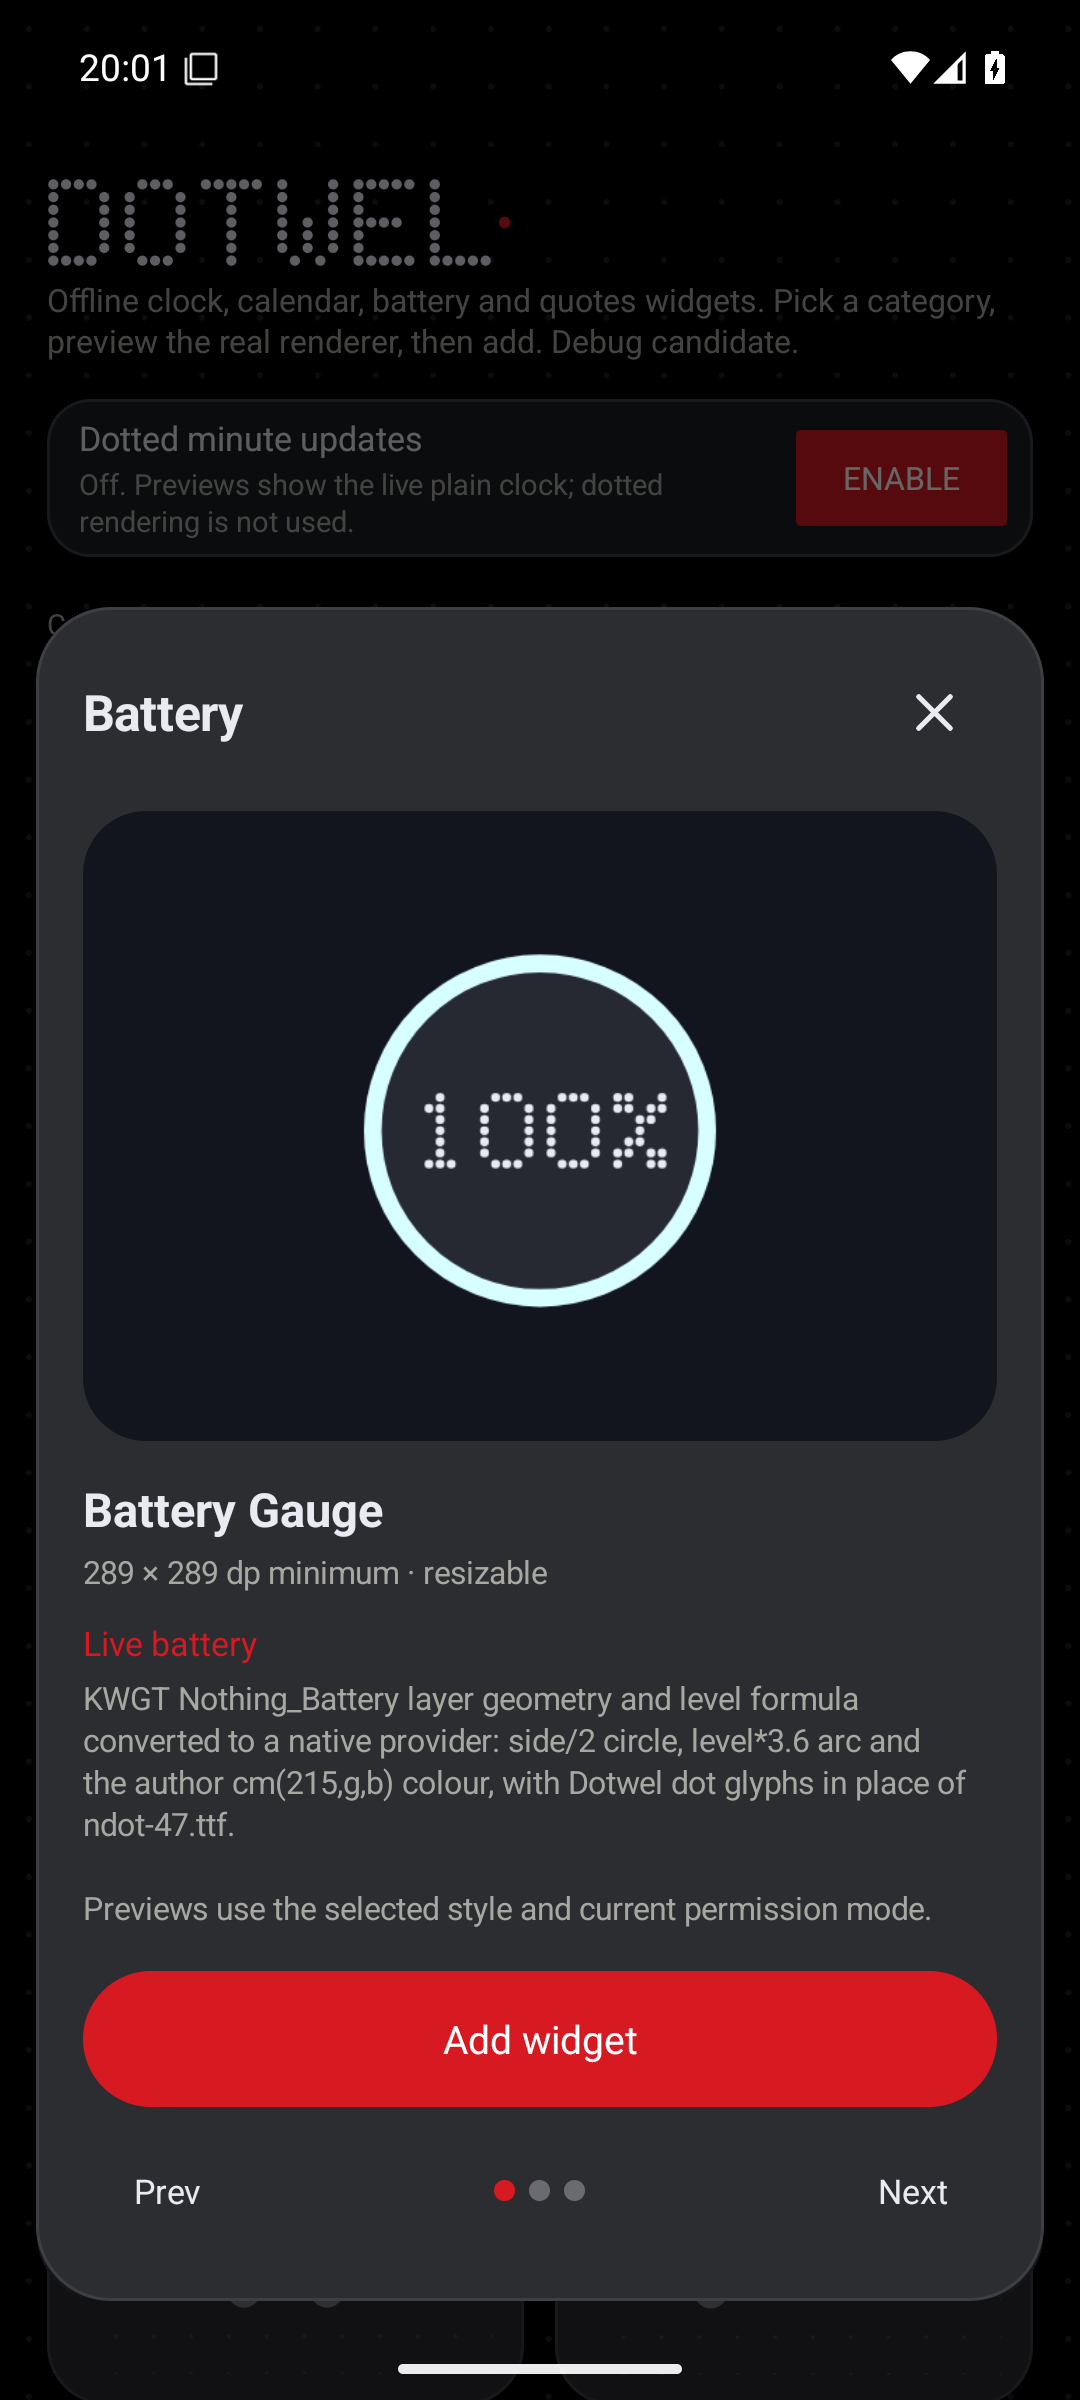 20:01
DOTWEL
Offline clock, calendar, battery and quotes widgets. Pick a category,
preview the real renderer, then add. Debug candidate.
Dotted minute updates
Off. Previews show the live plain clock; dotted
rendering is not used.
ENABLE
Battery
100%
Battery Gauge
289 × 289 dp minimum · resizable
Live battery
KWGT Nothing_Battery layer geometry and level formula
converted to a native provider: side/2 circle, level*3.6 arc and
the author cm(215,g,b) colour, with Dotwel dot glyphs in place of
ndot-47.ttf.
Previews use the selected style and current permission mode.
Add widget
Prev
Next